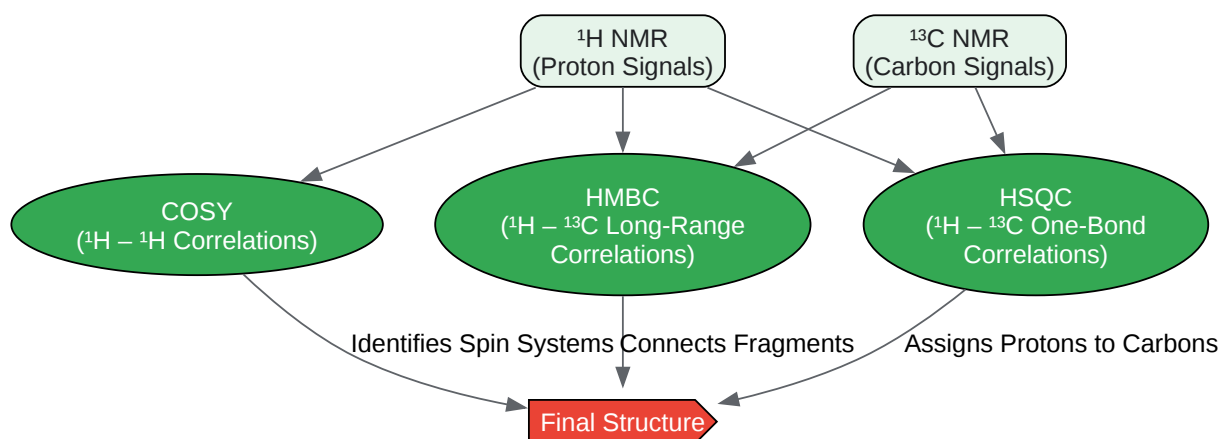 ¹H NMR
(Proton Signals)
¹³C NMR
(Carbon Signals)
COSY
(¹H – ¹H Correlations)
HMBC
(¹H – ¹³C Long-Range
Correlations)
HSQC
(¹H – ¹³C One-Bond
Correlations)
Identifies Spin Systems
Connects Fragments
Assigns Protons to Carbons
Final Structure